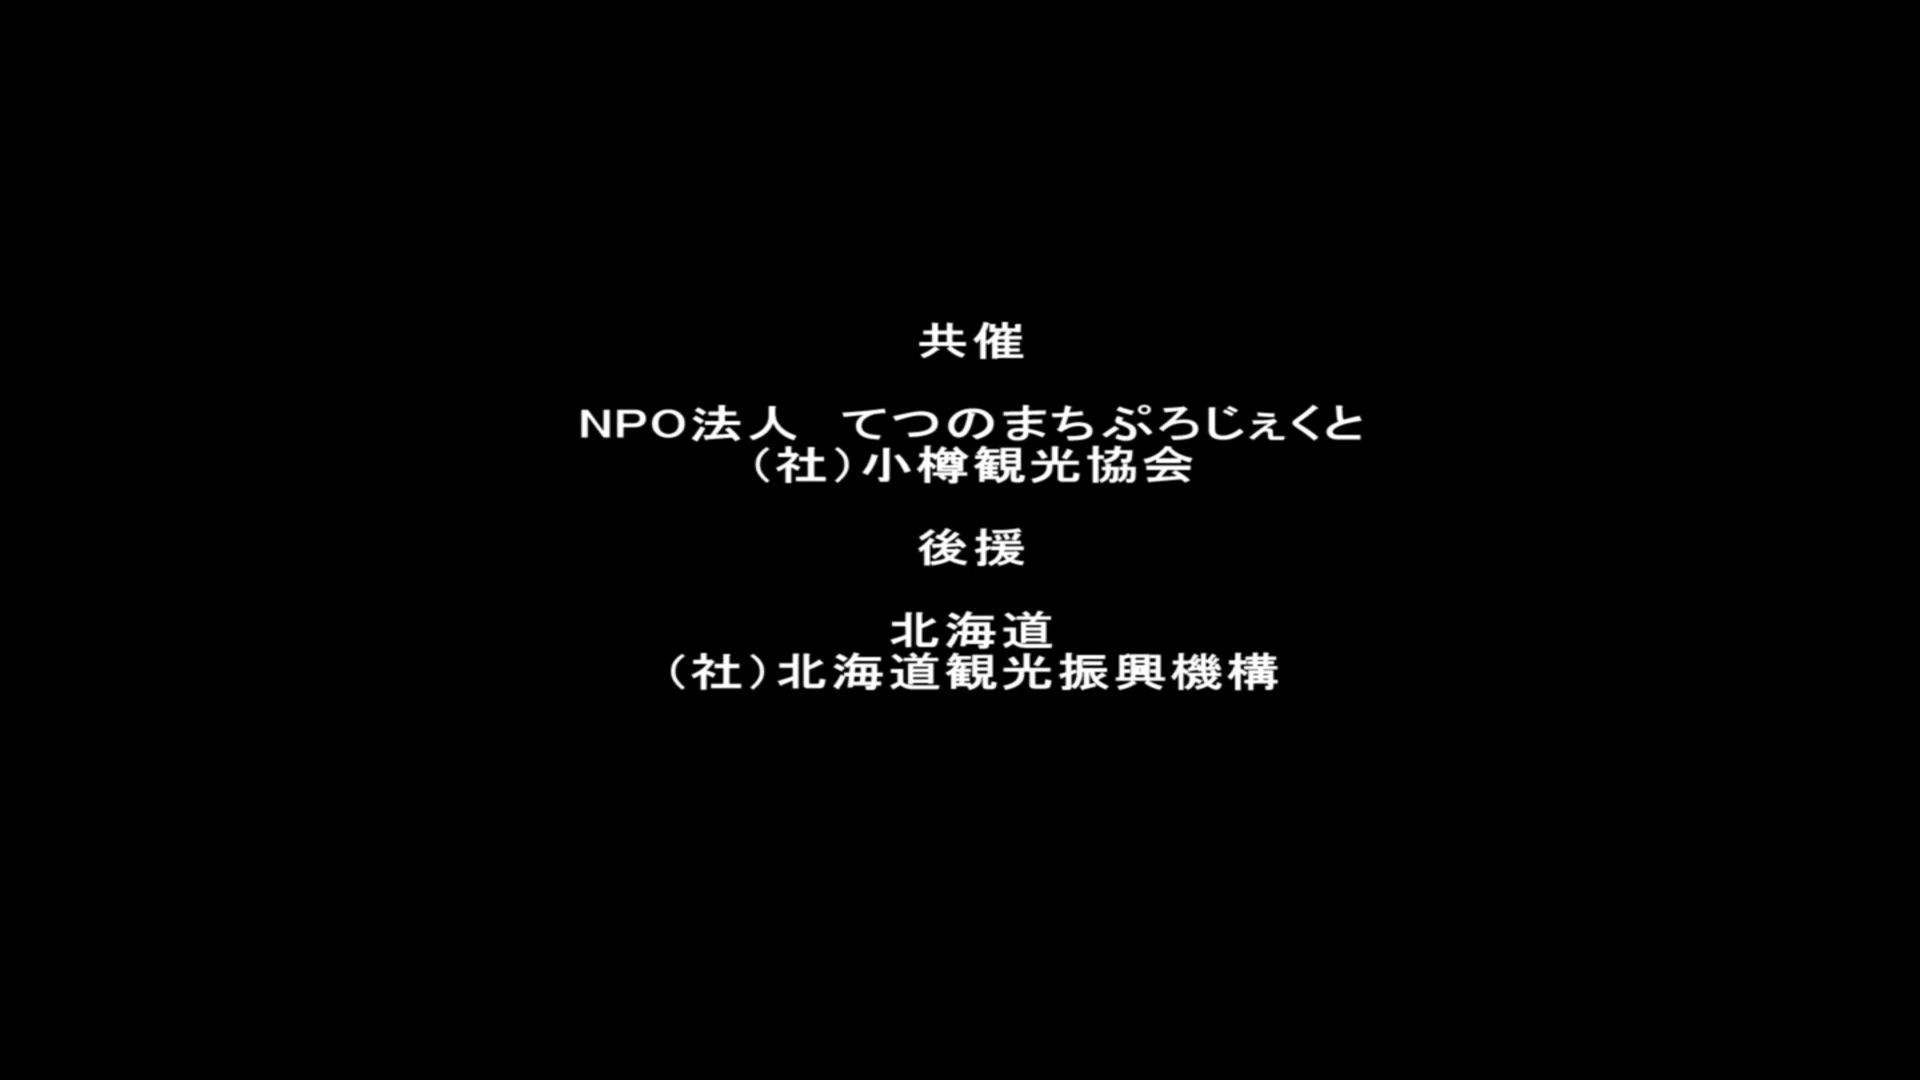 共催
NPO法人　てつのまちぷろじぇくと
（社）小樽観光協会
後援
北海道
（社）北海道観光振興機構